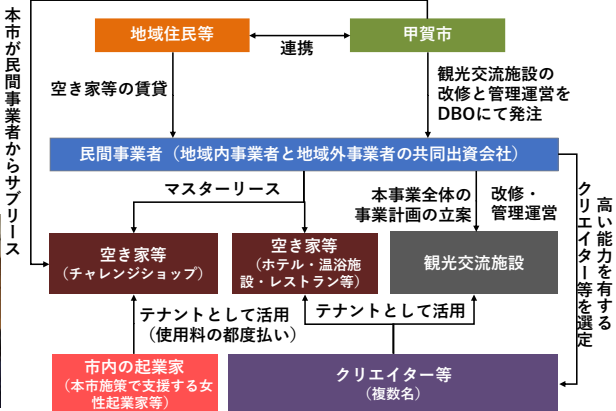 本市が民間事業者からサブリース
地域住民等
甲賀市
連携
空き家等の賃貸
観光交流施設の
改修と管理運営を
DBOにて発注
民間事業者（地域内事業者と地域外事業者の共同出資会社）
マスターリース
本事業全体の
事業計画の立案
改修・
管理運営
高い能力を有する
クリエイター等を選定
空き家等
（チャレンジショップ）
空き家等
（ホテル・温浴施
設・レストラン等）
観光交流施設
テナントとして活用
（使用料の都度払い）
テナントとして活用
市内の起業家
（本市施策で支援する女
性起業家等）
クリエイター等
（複数名）